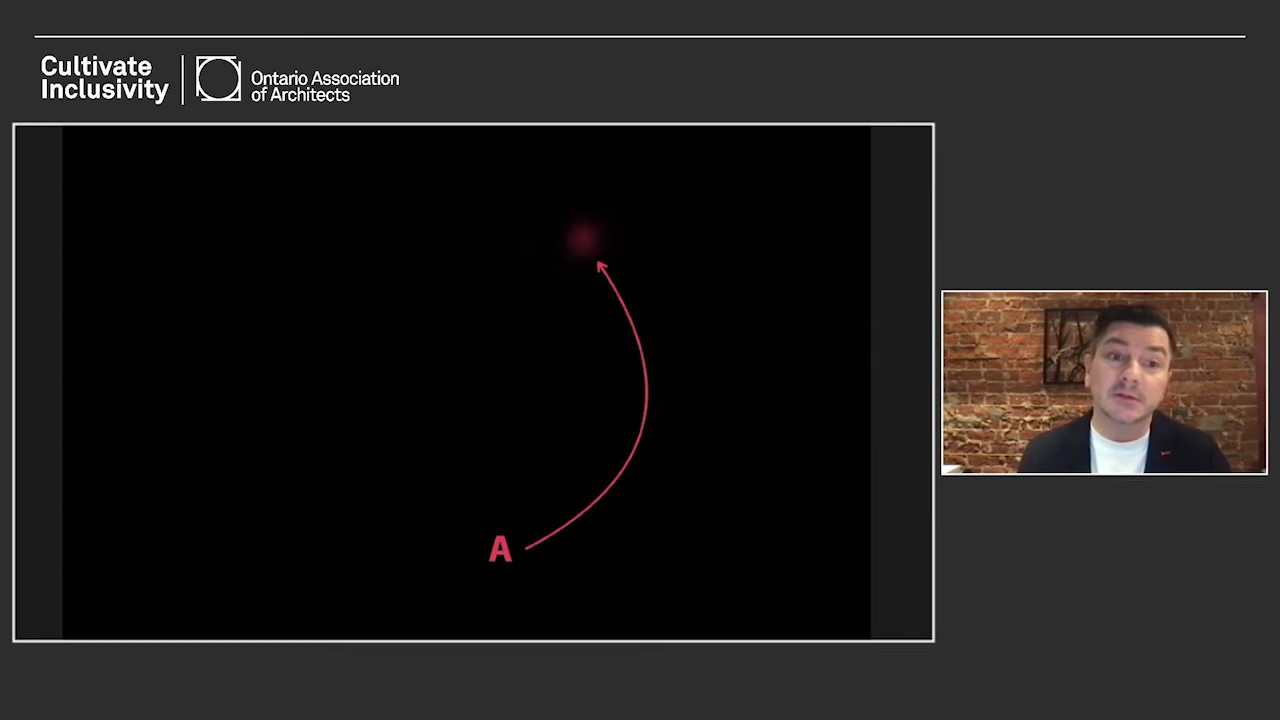 Cultivate
Inclusivity
Ontario Association
of Architects
A